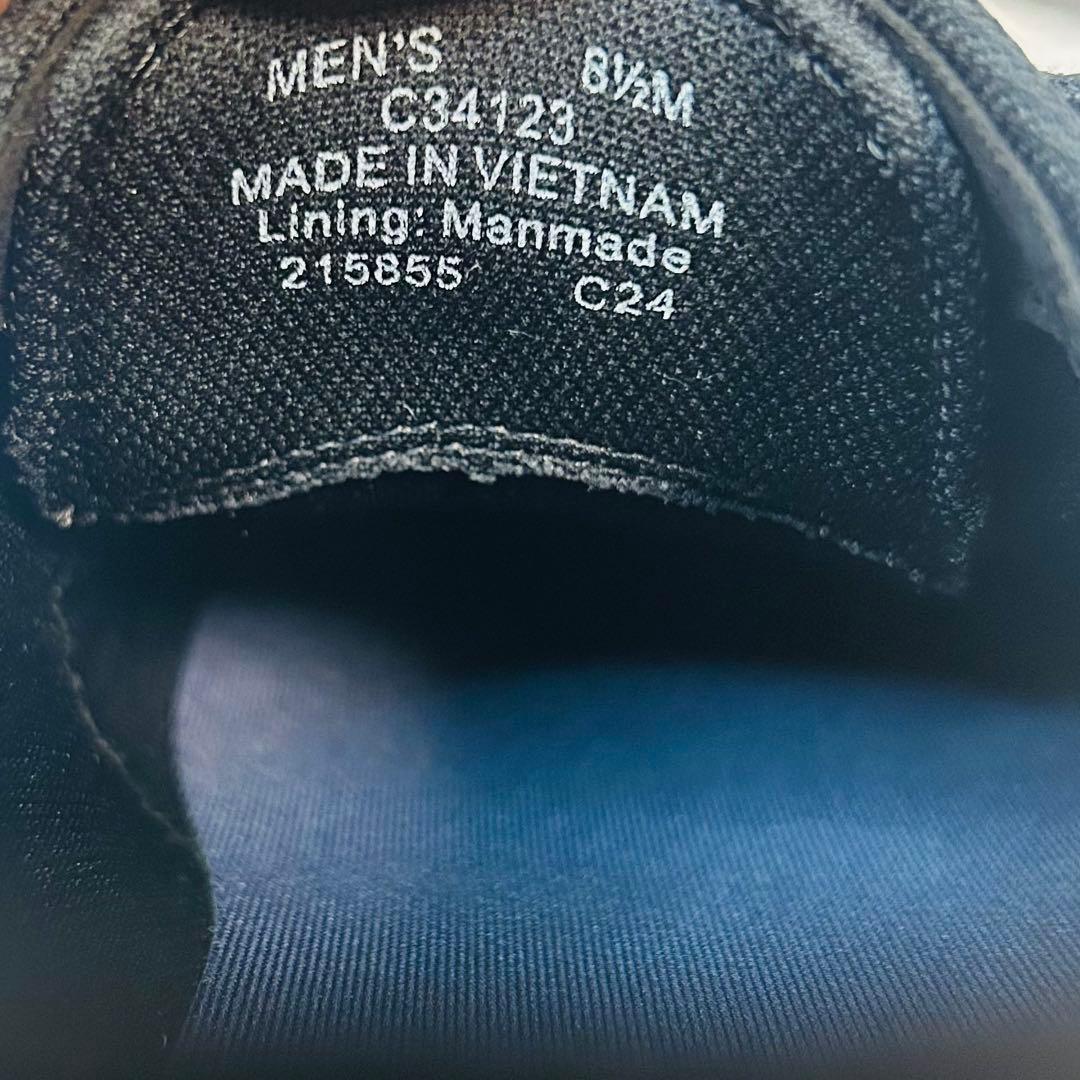 MEN'S 8½M
C34123
MADE IN VIETNAM
Lining: Manmade
215855 C24